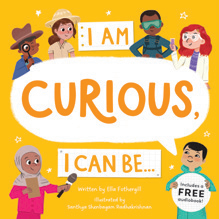 I AM
CURIOUS,
I CAN BE...
Written by Ella Fothergill
Illustrated by
Includes a
FREE
audiobook!